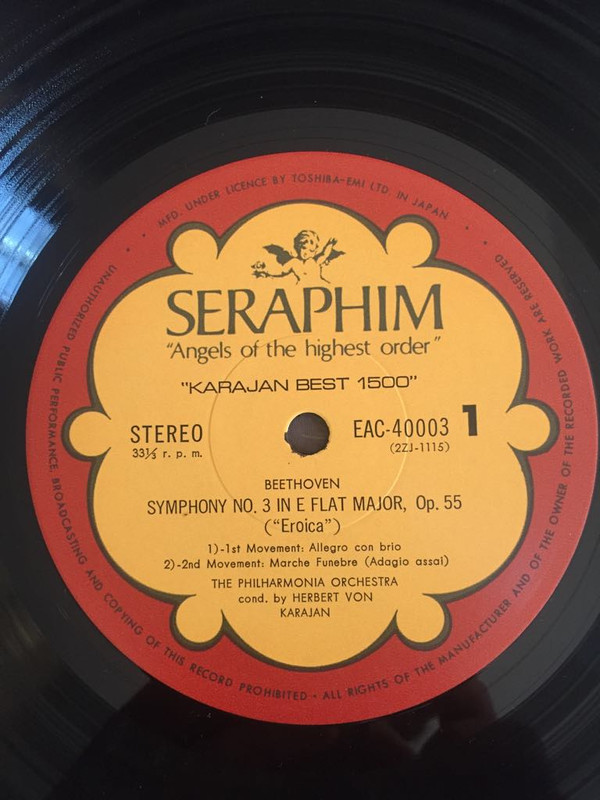 MFD. UNDER LICENCE BY TOSHIBA-EMI LTD. IN JAPAN
SERAPHIM
"Angels of the highest order"
"KARAJAN BEST 1500"
STEREO
33⅓ r. p. m.
EAC-40003 1
(2ZJ-1115)
BEETHOVEN
SYMPHONY NO. 3 IN E FLAT MAJOR, Op. 55
("Eroica")
1)-1st Movement: Allegro con brio
2)-2nd Movement: Marche Funebre (Adagio assai)
THE PHILHARMONIA ORCHESTRA
cond. by HERBERT VON
KARAJAN
UNAUTHORIZED PUBLIC PERFORMANCE, BROADCASTING AND COPYING OF THIS RECORD PROHIBITED · ALL RIGHTS OF THE MANUFACTURER AND OF THE OWNER OF THE RECORDED WORK ARE RESERVED